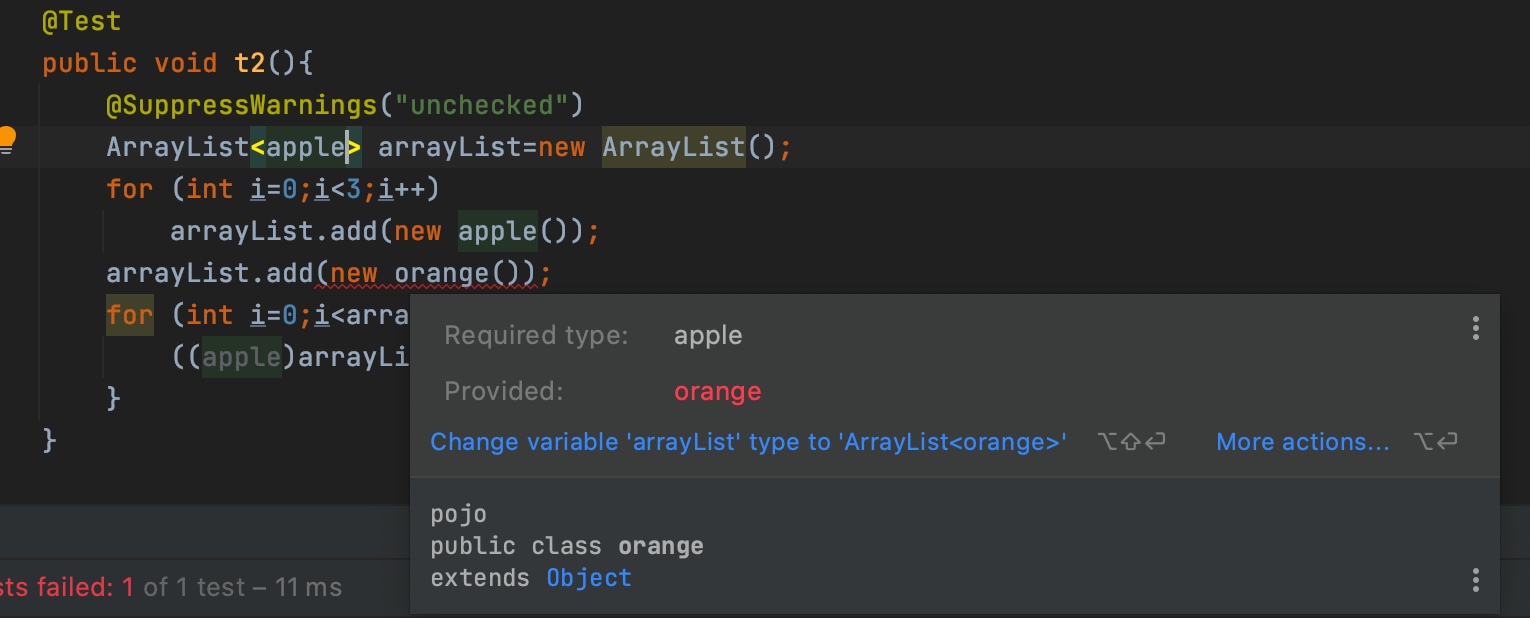 @Test
public void t2(){
@SuppressWarnings("unchecked")
ArrayList<apple> arrayList=new ArrayList();
for (int i=0;i<3;i++)
arrayList.add(new apple());
arrayList.add(new orange());
for (int i=0;i<arra
((apple)arrayLi
}
}
Required type: apple
Provided: orange
Change variable 'arrayList' type to 'ArrayList<orange>' ⌥⇧⏎ More actions... ⌥⏎
pojo
public class orange
extends Object
sts failed: 1 of 1 test – 11 ms